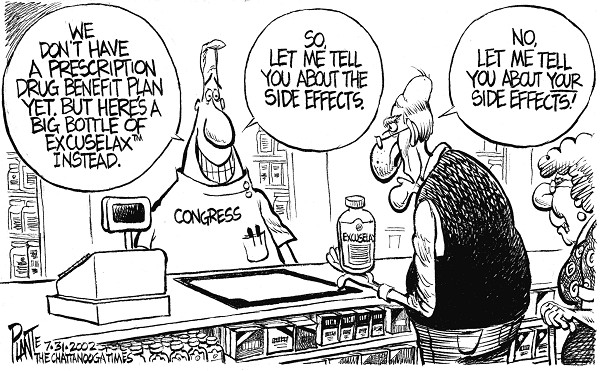 WE
DON'T HAVE
A PRESCRIPTION
DRUG BENEFIT PLAN
YET. BUT HERE'S A
BIG BOTTLE OF
EXCUSELAX™
INSTEAD.
SO,
LET ME TELL
YOU ABOUT THE
SIDE EFFECTS.
NO,
LET ME TELL
YOU ABOUT YOUR
SIDE EFFECTS!
CONGRESS
EXCUSELAX
PLANTE
7•31•2002
THE CHATTANOOGA TIMES